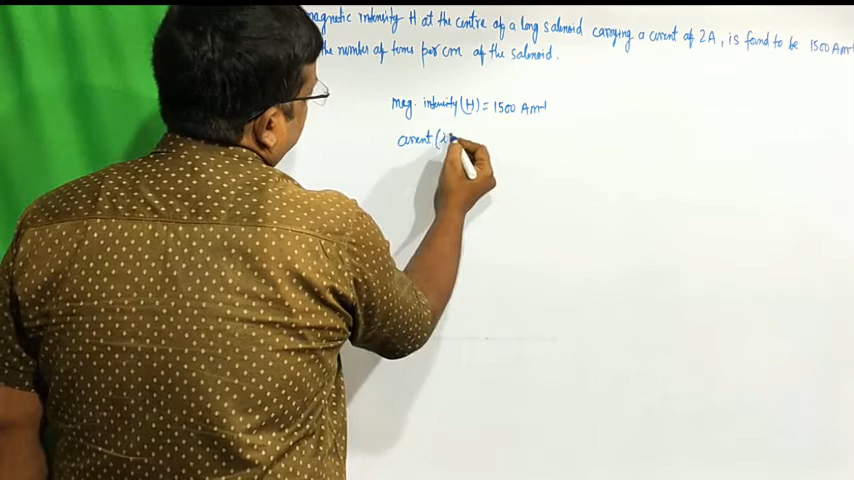 magnetic intensity H at the centre of a long solenoid carrying a current of 2A, is found to be 1500 Am-1
the number of turns per cm of the solenoid.
mag. intensity (H) = 1500 Am-1
current (i